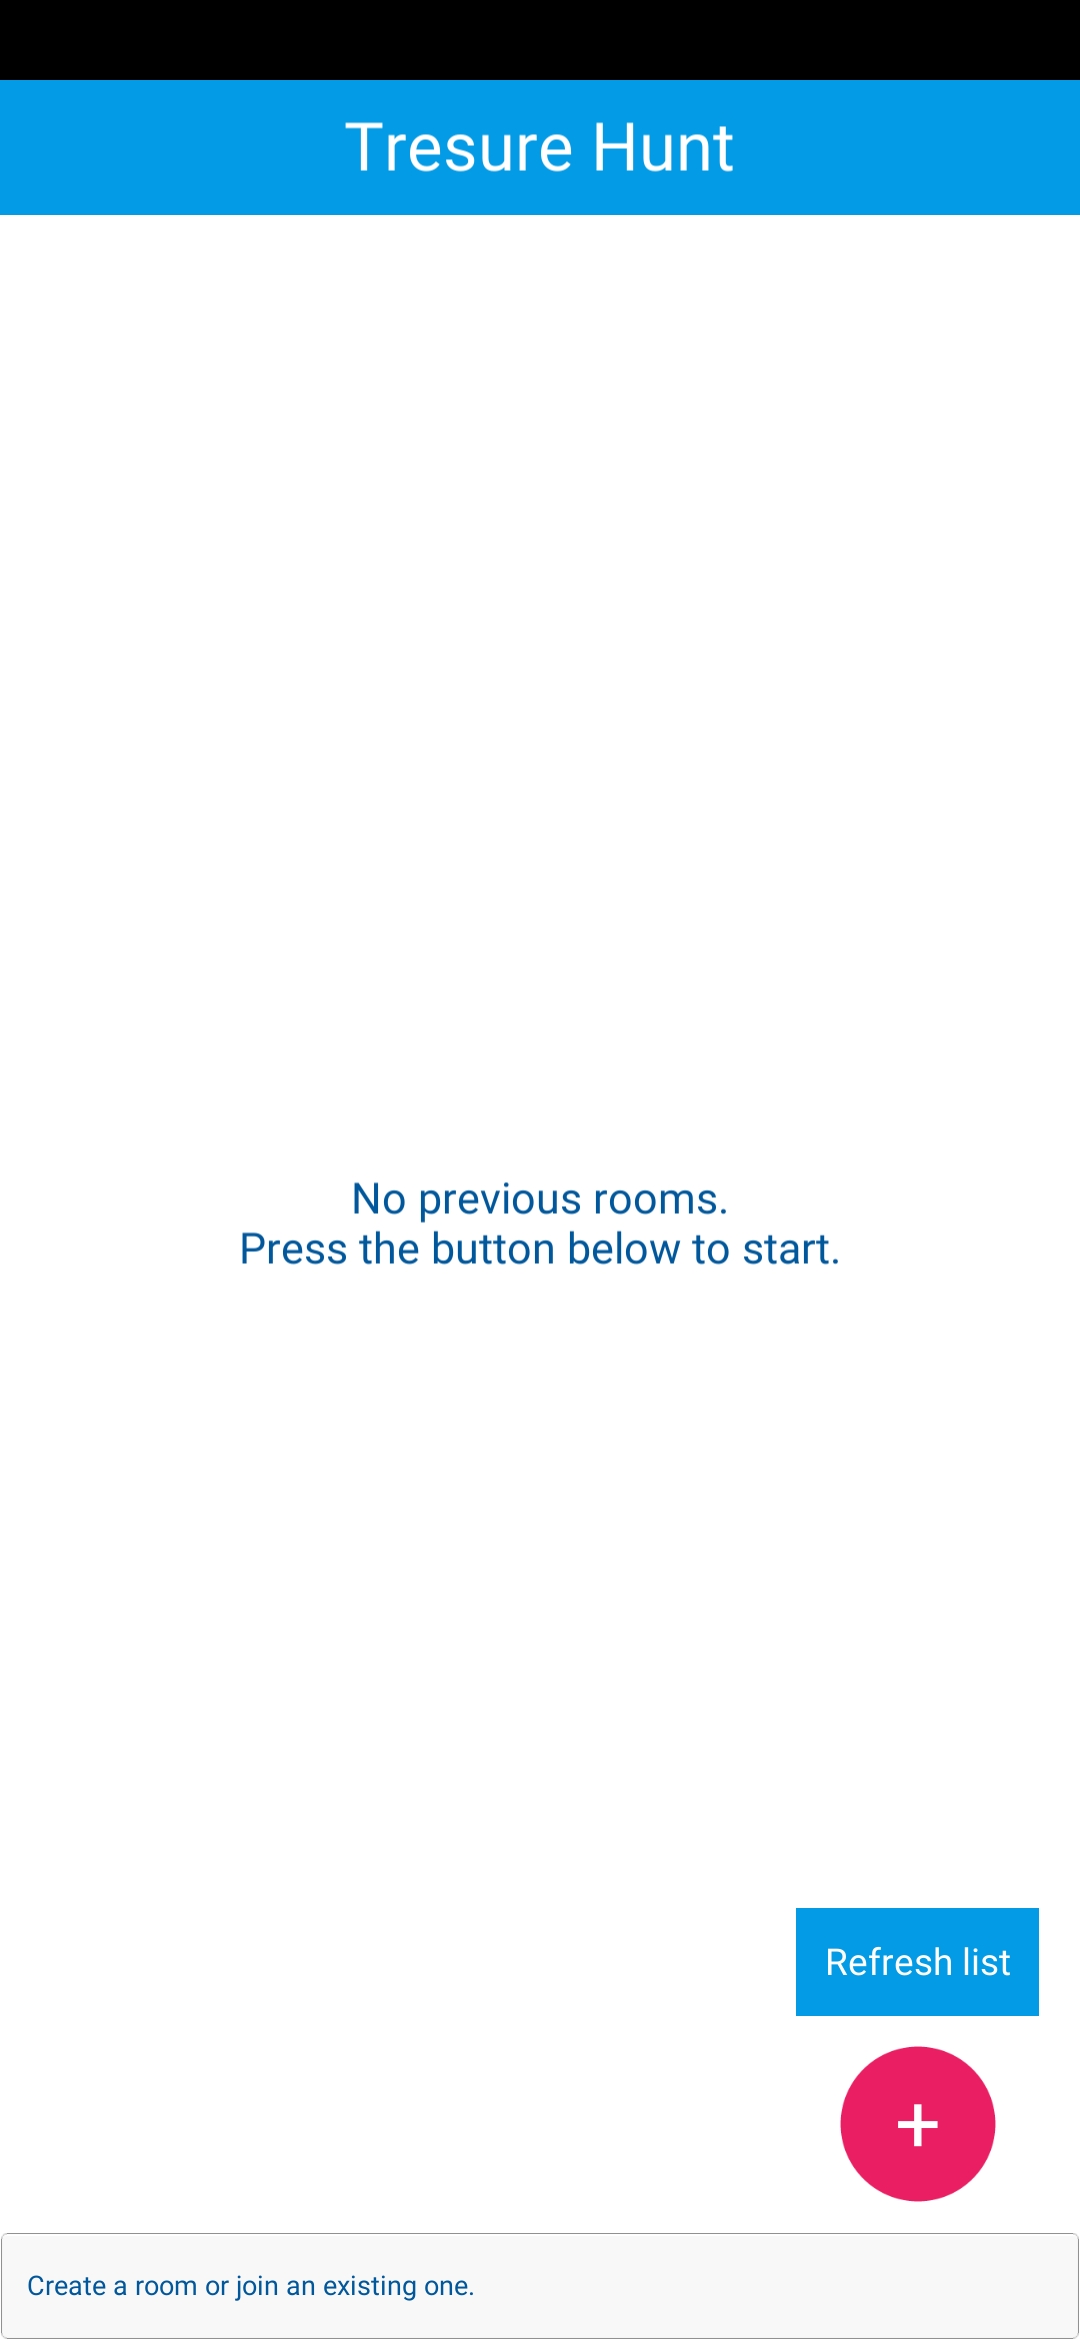 Tresure Hunt
No previous rooms.
Press the button below to start.
Refresh list
+
Create a room or join an existing one.